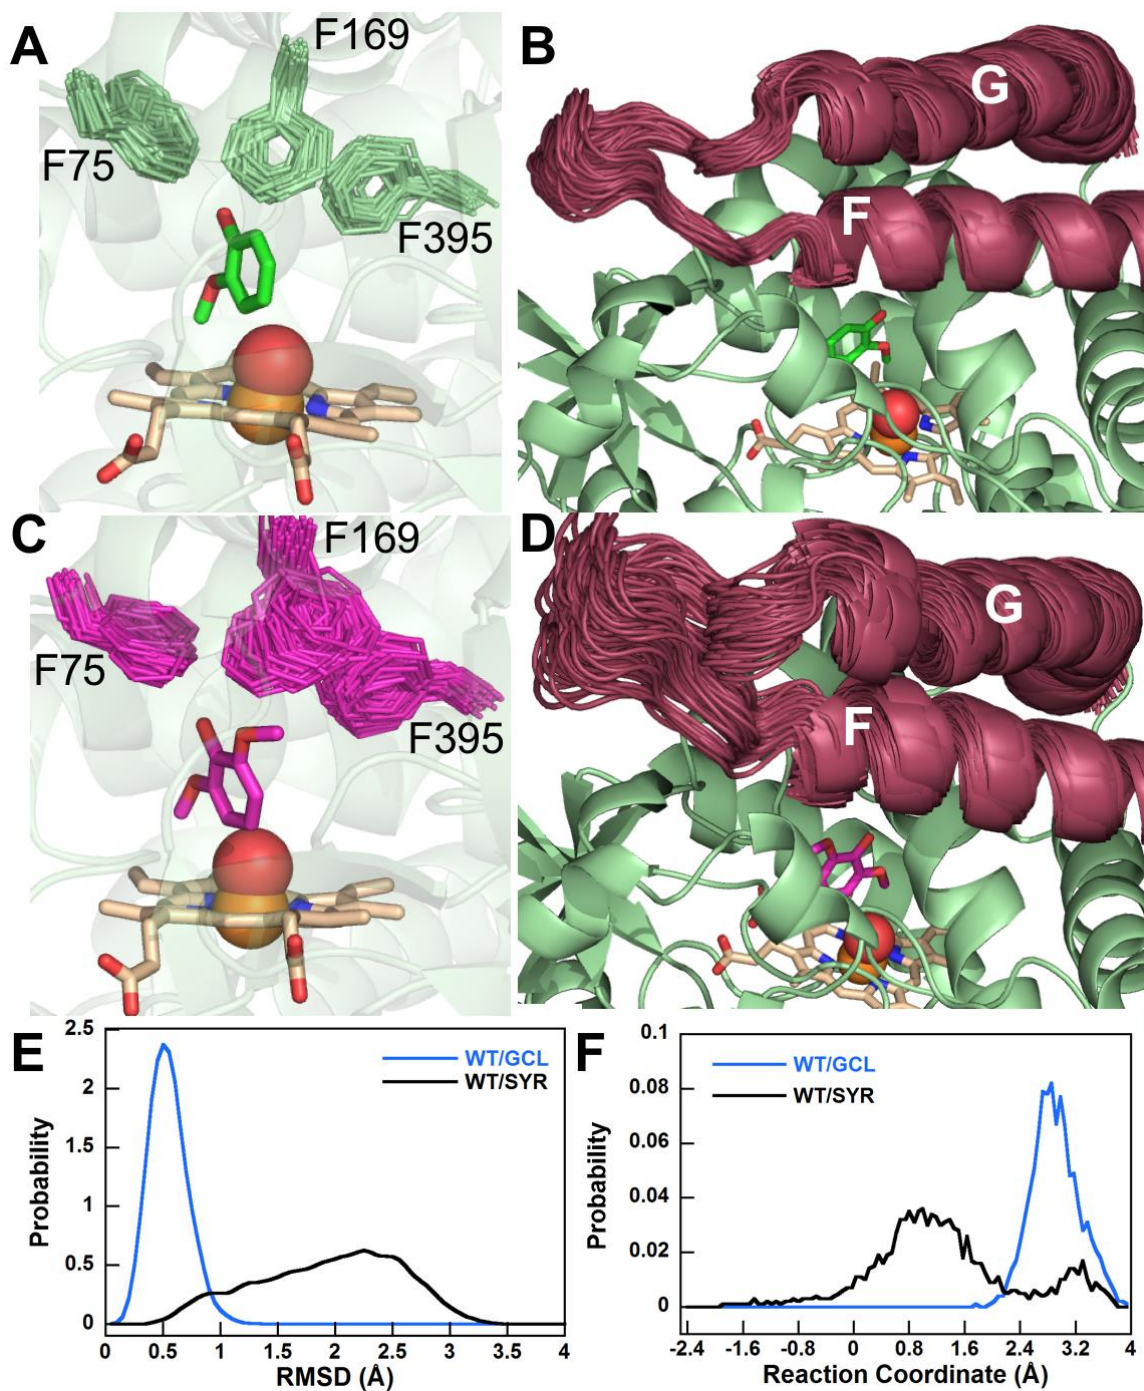 A
F169
F75
F395
B
G
F
C
F169
F75
F395
D
G
F
E
2.5
2
1.5
1
0.5
0
Probability
WT/GCL
WT/SYR
0 0.5 1 1.5 2 2.5 3 3.5 4
RMSD (Å)
F
0.1
0.08
0.06
0.04
0.02
0
Probability
WT/GCL
WT/SYR
-2.4 -1.6 -0.8 0 0.8 1.6 2.4 3.2 4
Reaction Coordinate (Å)